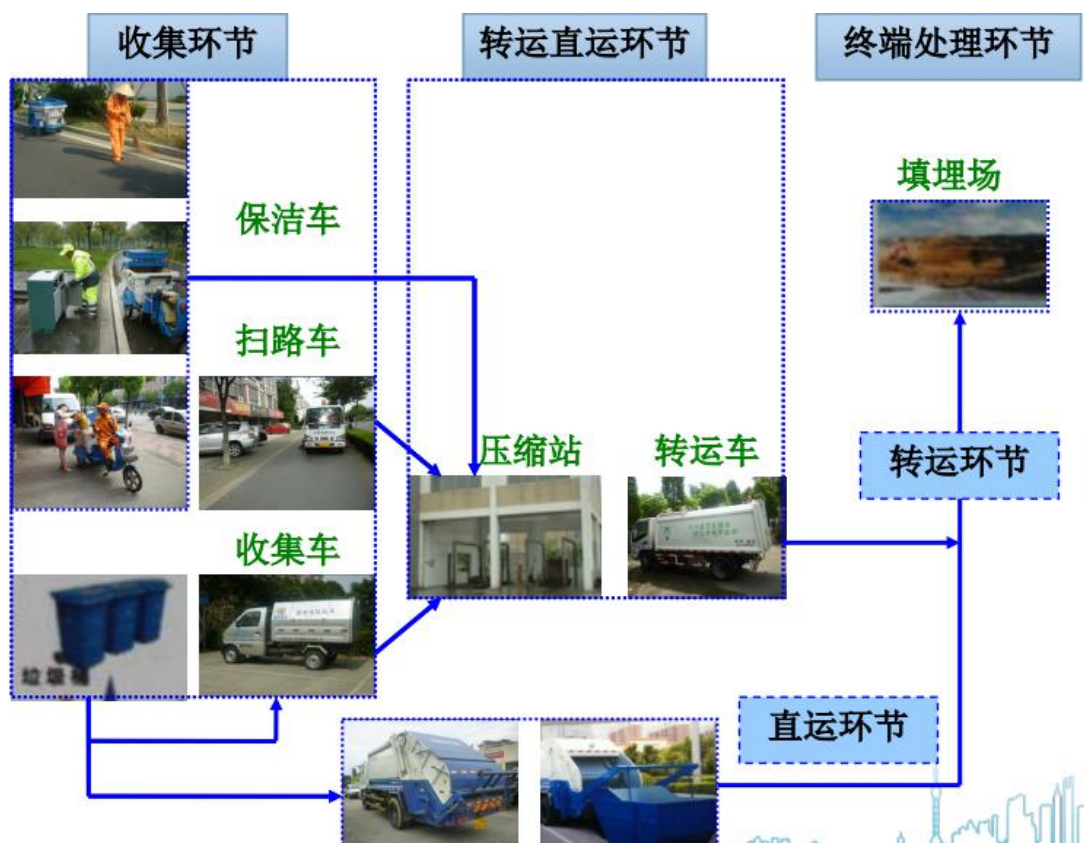 收集环节
转运直运环节
终端处理环节
填埋场
保洁车
扫路车
压缩站
转运车
转运环节
收集车
垃圾桶
直运环节